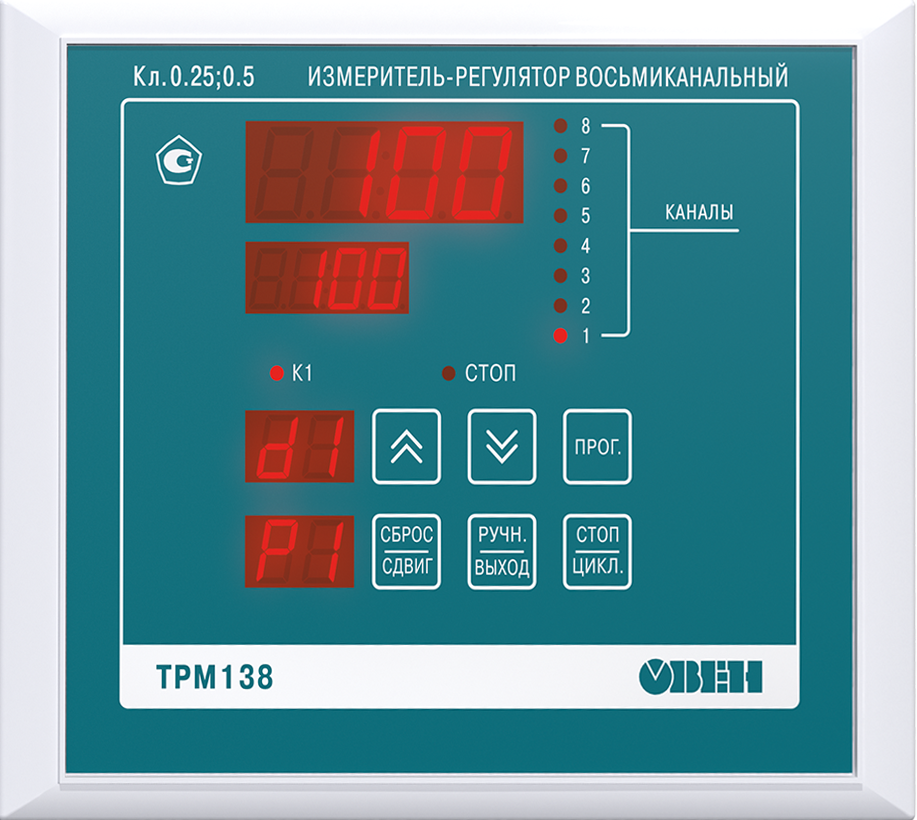 Кл.0.25;0.5 ИЗМЕРИТЕЛЬ-РЕГУЛЯТОР ВОСЬМИКАНАЛЬНЫЙ
100
100
8
7
6
5
4
3
2
1
КАНАЛЫ
К1 СТОП
d1
ПРОГ.
P1
СБРОС
СДВИГ
РУЧН.
ВЫХОД
СТОП
ЦИКЛ.
ТРМ138 ОВЕН